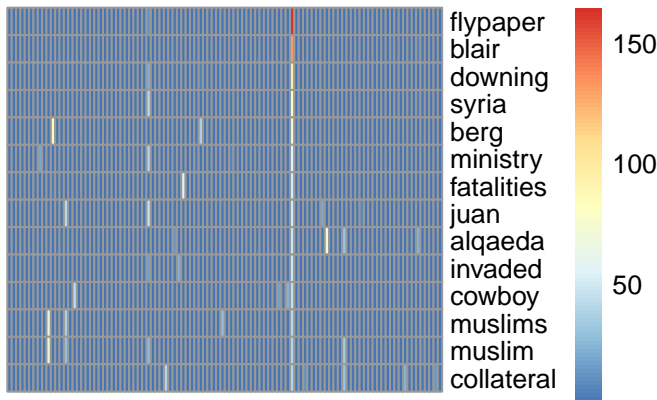 flypaper
blair
downing
syria
berg
ministry
fatalities
juan
alqaeda
invaded
cowboy
muslims
muslim
collateral
150
100
50